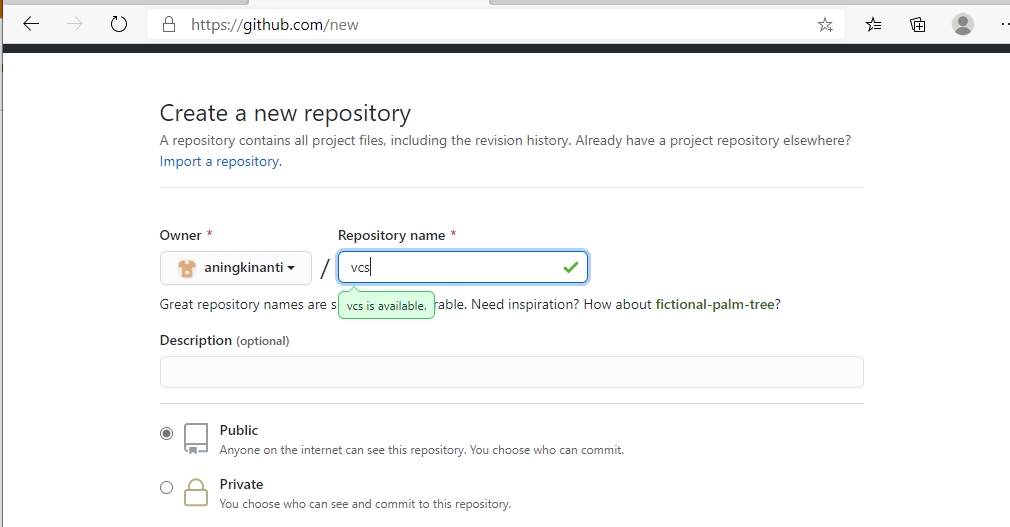 https://github.com/new
Create a new repository
A repository contains all project files, including the revision history. Already have a project repository elsewhere?
Import a repository.
Owner *
Repository name *
aningkinanti
/
vcs
Great repository names are s
vcs is available.
rable. Need inspiration? How about fictional-palm-tree?
Description (optional)
Public
Anyone on the internet can see this repository. You choose who can commit.
Private
You choose who can see and commit to this repository.